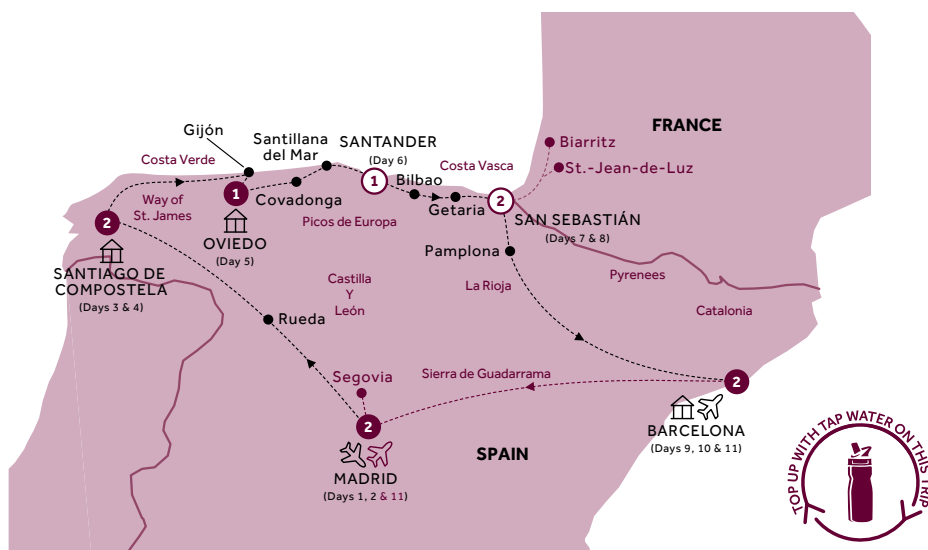 FRANCE
Biarritz
St.-Jean-de-Luz
Gijón
Santillana
del Mar
SANTANDER
(Day 6)
1
Costa Verde
Costa Vasca
Bilbao
Getaria
2
SAN SEBASTIÁN
(Days 7 & 8)
1
Covadonga
OVIEDO
(Day 5)
Way of
St. James
Picos de Europa
2
SANTIAGO DE
COMPOSTELA
(Days 3 & 4)
Pamplona
La Rioja
Pyrenees
Catalonia
Castilla
Y
León
Rueda
Segovia
Sierra de Guadarrama
2
MADRID
(Days 1, 2 & 11)
SPAIN
2
BARCELONA
(Days 9, 10 & 11)
TOP UP WITH TAP WATER ON THIS TRIP